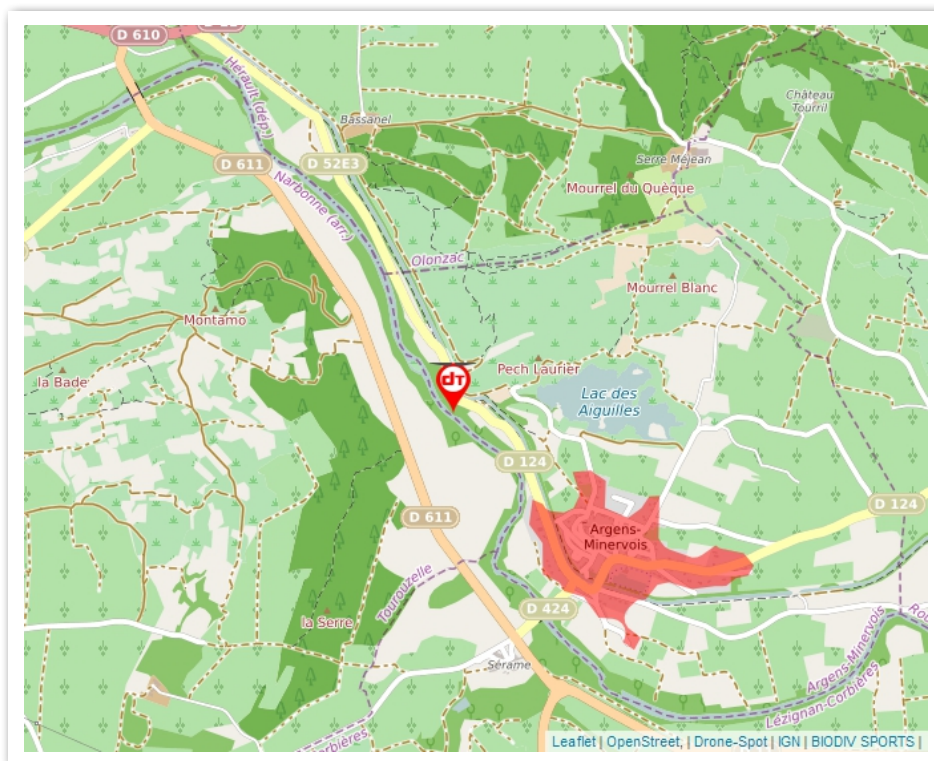 D 610
Hérault (dép.)
Bassanel
Château
Tourril
D 611
D 52E3
Serre Méjean
Narbonne (arr.)
Mourrel du Quèque
Olonzac
Mourrel Blanc
Montamo
la Bade
Pech Laurier
Lac des
Aiguilles
D 124
D 124
D 611
Argens-
Minervois
Tourouzelle
D 424
la Serre
Sérame
Argens-Minervois
Lézignan-Corbières
Leaflet | OpenStreet, | Drone-Spot | IGN | BIODIV SPORTS |